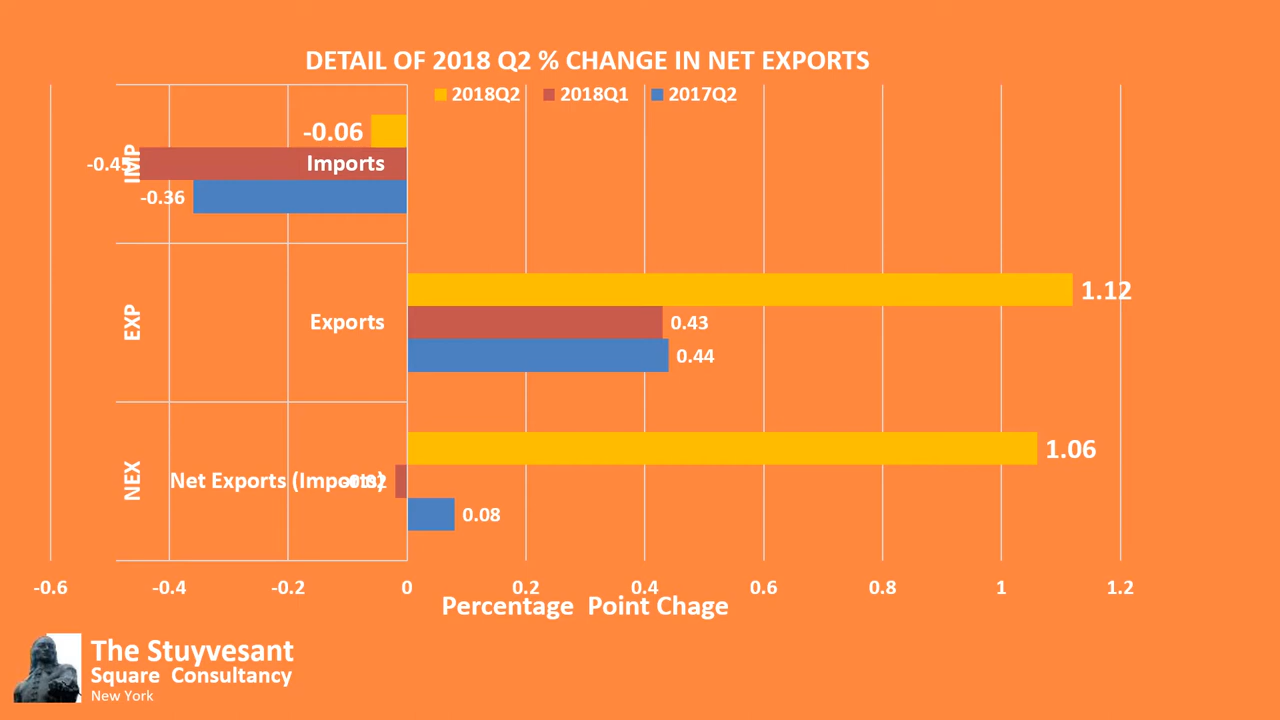 DETAIL OF 2018 Q2 % CHANGE IN NET EXPORTS
2018Q2 2018Q1 2017Q2
-0.06
IMP
Imports
-0.36
1.12
EXP
Exports
0.43
0.44
1.06
NEX
Net Exports (Imports)
0.08
-0.6 -0.4 -0.2 0 0.2 0.4 0.6 0.8 1 1.2
Percentage Point Chage
The Stuyvesant
Square Consultancy
New York